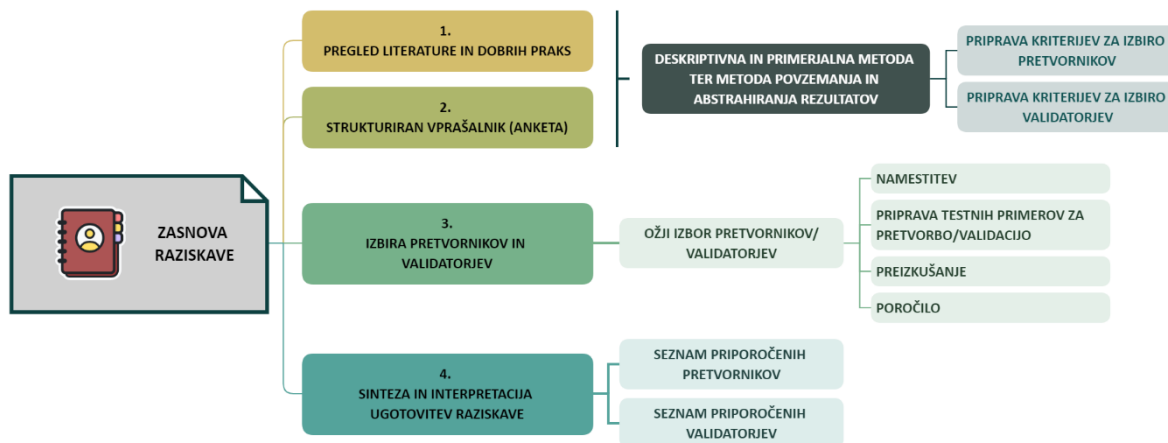 ZASNOVA
RAZISKAVE
1.
PREGLED LITERATURE IN DOBRIH PRAKS
2.
STRUKTURIRAN VPRAŠALNIK (ANKETA)
DESKRIPTIVNA IN PRIMERJALNA METODA
TER METODA POVZEMANJA IN
ABSTRAHIRANJA REZULTATOV
PRIPRAVA KRITERIJEV ZA IZBIRO
PRETVORNIKOV
PRIPRAVA KRITERIJEV ZA IZBIRO
VALIDATORJEV
3.
IZBIRA PRETVORNIKOV IN
VALIDATORJEV
OŽJI IZBOR PRETVORNIKOV/
VALIDATORJEV
NAMESTITEV
PRIPRAVA TESTNIH PRIMEROV ZA
PRETVORBO/VALIDACIJO
PREIZKUŠANJE
POROČILO
4.
SINTEZA IN INTERPRETACIJA
UGOTOVITEV RAZISKAVE
SEZNAM PRIPOROČENIH
PRETVORNIKOV
SEZNAM PRIPOROČENIH
VALIDATORJEV